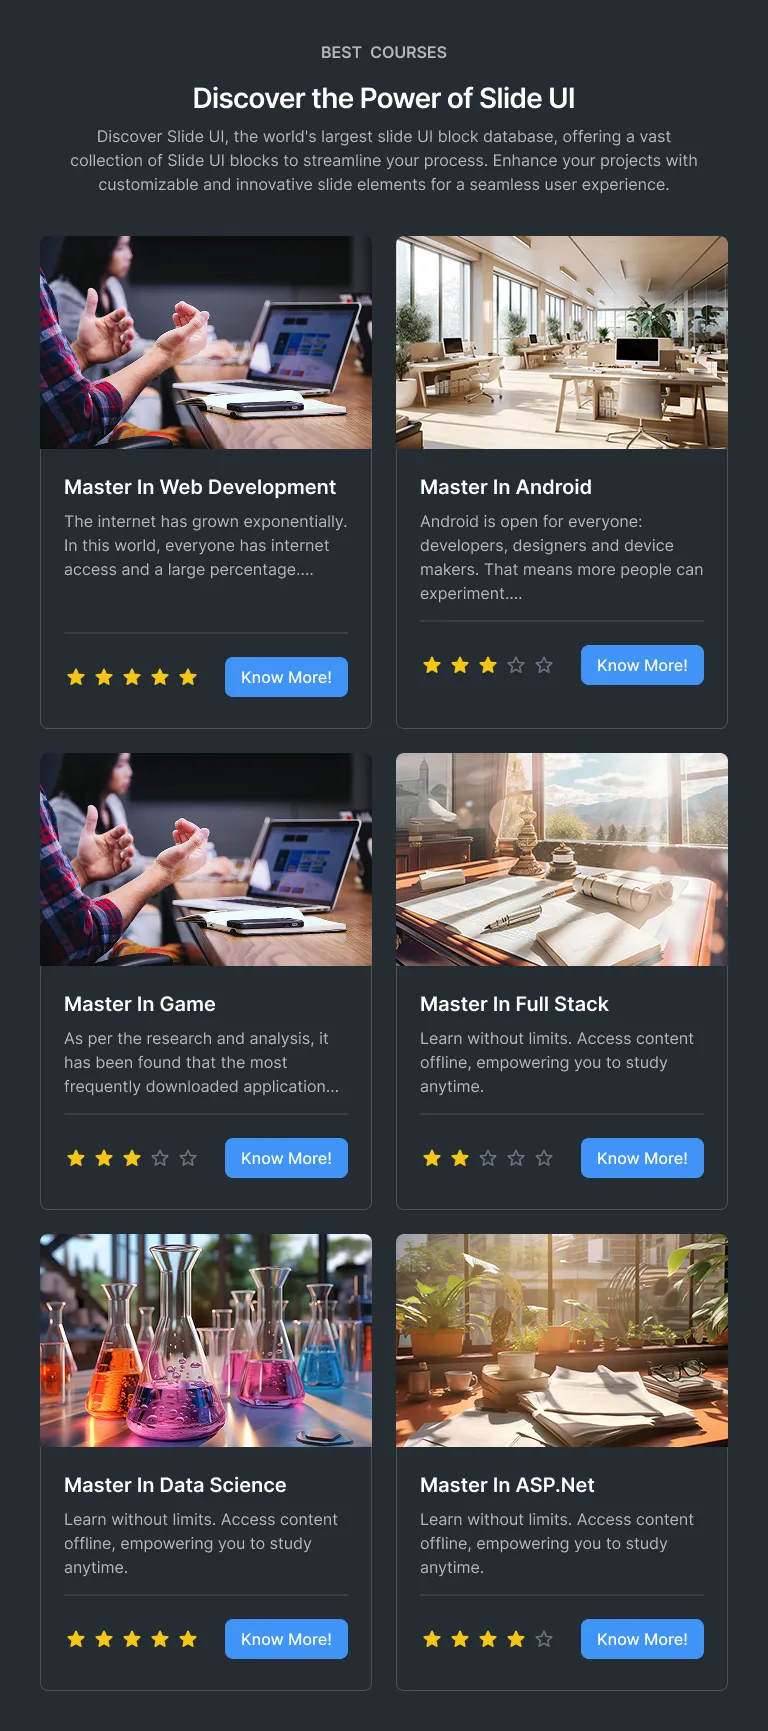 BEST COURSES
Discover the Power of Slide UI
Discover Slide UI, the world's largest slide UI block database, offering a vast
collection of Slide UI blocks to streamline your process. Enhance your projects with
customizable and innovative slide elements for a seamless user experience.
Master In Web Development
The internet has grown exponentially.
In this world, everyone has internet
access and a large percentage....
Know More!
Master In Android
Android is open for everyone:
developers, designers and device
makers. That means more people can
experiment....
Know More!
Master In Game
As per the research and analysis, it
has been found that the most
frequently downloaded application...
Know More!
Master In Full Stack
Learn without limits. Access content
offline, empowering you to study
anytime.
Know More!
Master In Data Science
Learn without limits. Access content
offline, empowering you to study
anytime.
Know More!
Master In ASP.Net
Learn without limits. Access content
offline, empowering you to study
anytime.
Know More!